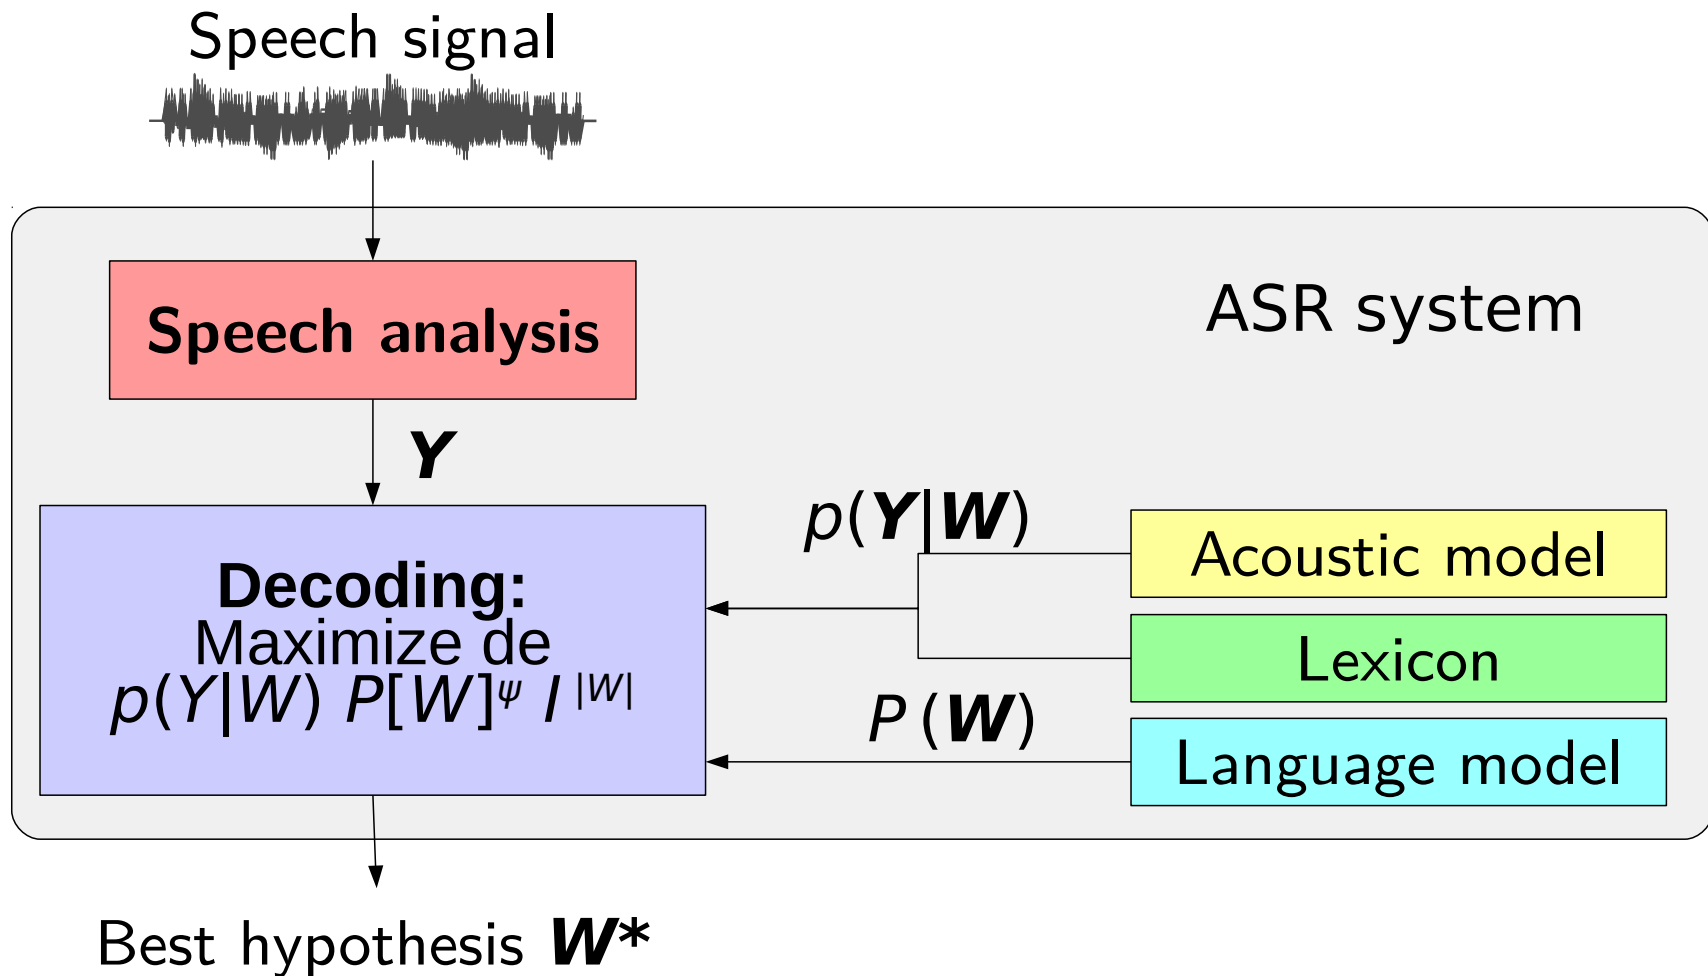 Speech signal
ASR system
Speech analysis
Y
p(Y|W)
Acoustic model
Decoding:
Maximize de
p(Y|W) P[W]^ψ I^|W|
Lexicon
P(W)
Language model
Best hypothesis W*